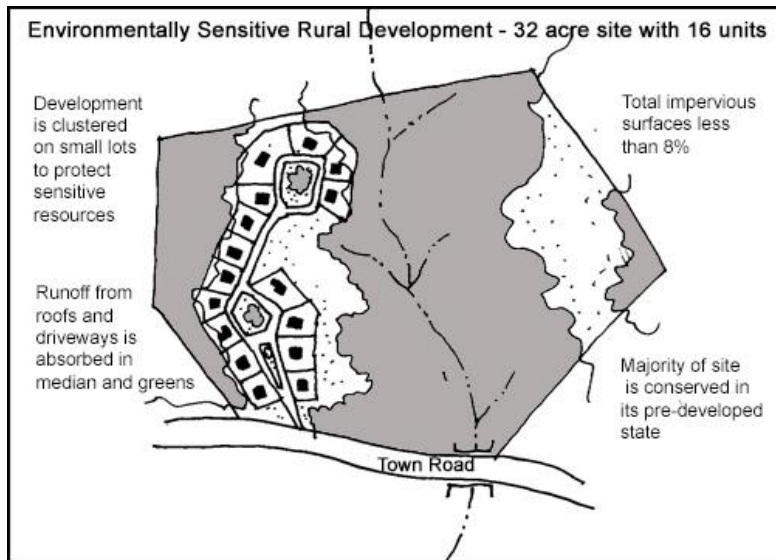 Environmentally Sensitive Rural Development - 32 acre site with 16 units
Development
is clustered
on small lots
to protect
sensitive
resources
Total impervious
surfaces less
than 8%
Runoff from
roofs and
driveways is
absorbed in
median and greens
Majority of site
is conserved in
its pre-developed
state
Town Road